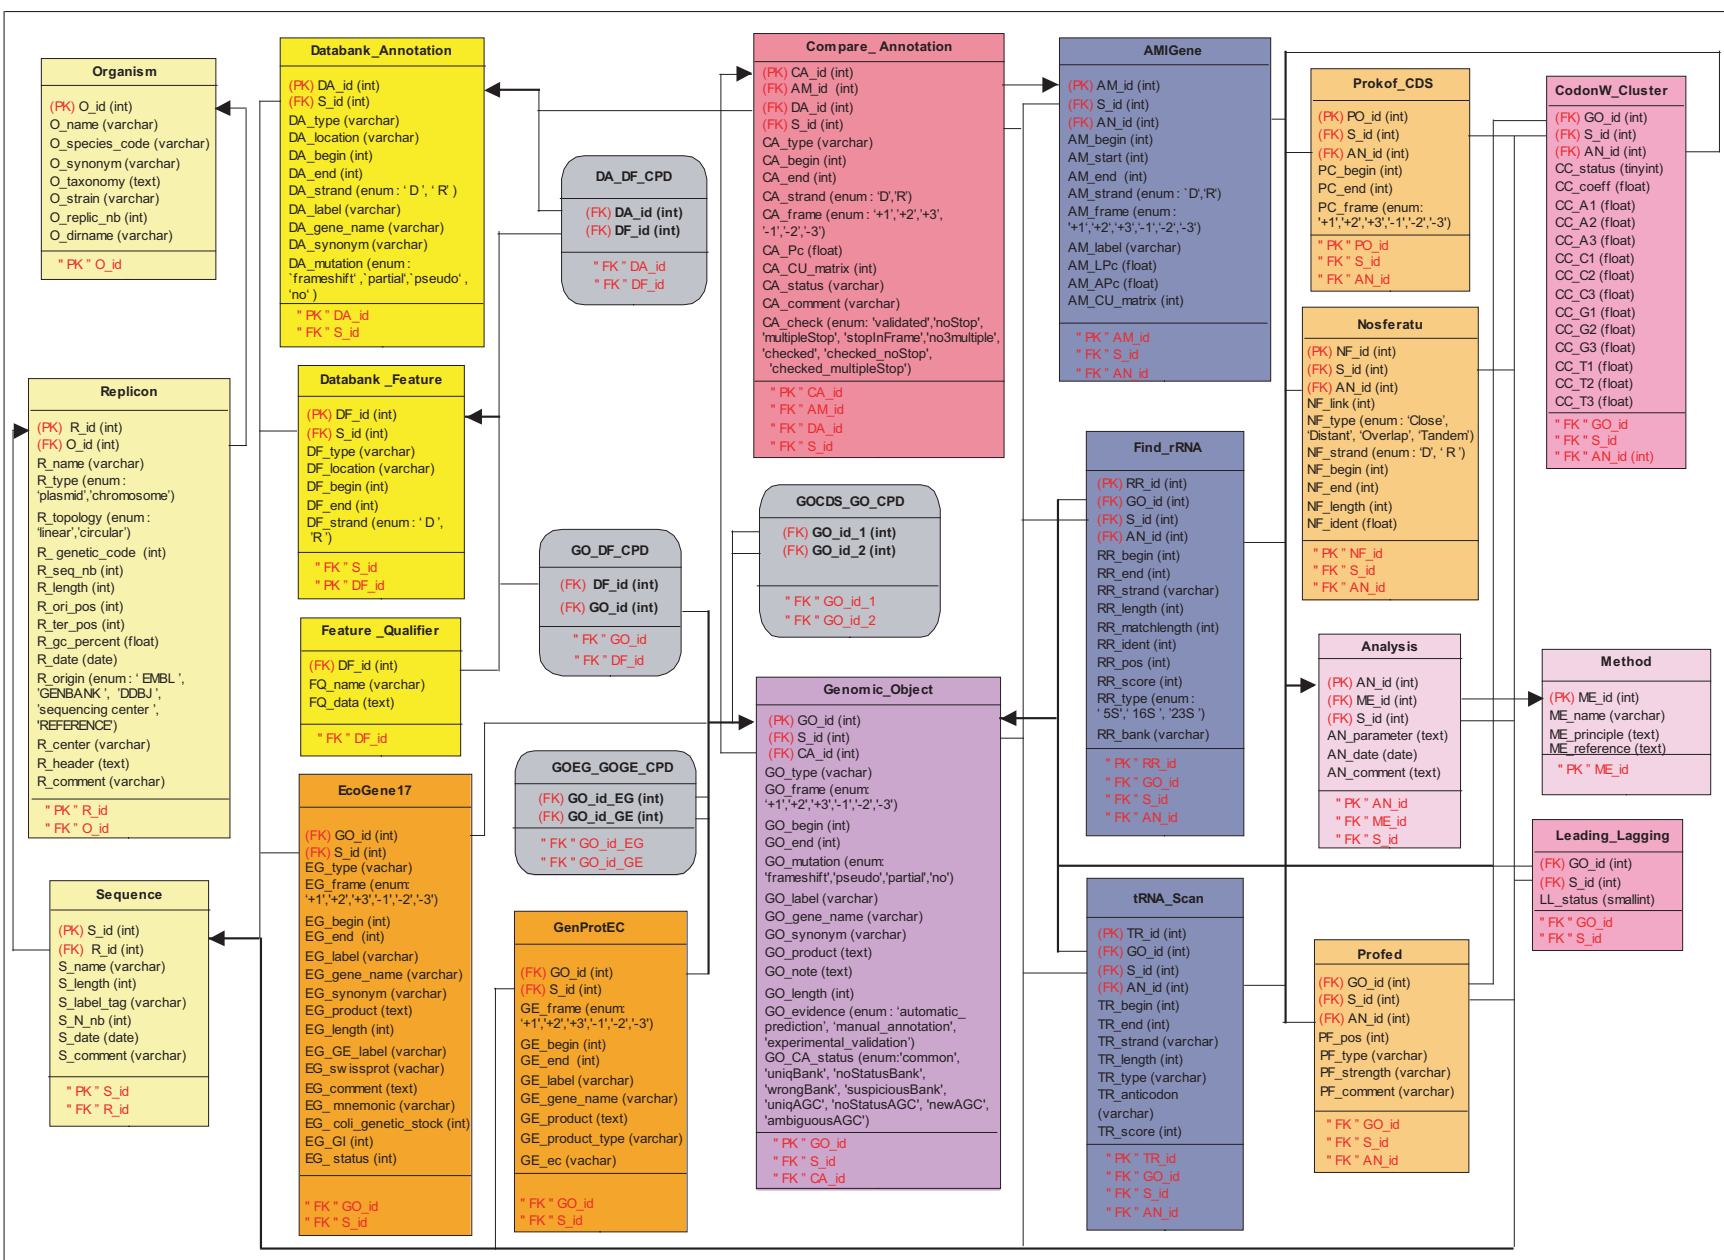 Organism
(PK) O_id (int)
O_name (varchar)
O_species_code (varchar)
O_synonym (varchar)
O_taxonomy (text)
O_strain (varchar)
O_replic_nb (int)
O_dirname (varchar)
" PK " O_id
Replicon
(PK) R_id (int)
(FK) O_id (int)
R_name (varchar)
R_type (enum :
'plasmid','chromosome')
R_topology (enum :
'linear','circular')
R_ genetic_code (int)
R_seq_nb (int)
R_length (int)
R_ori_pos (int)
R_ter_pos (int)
R_gc_percent (float)
R_date (date)
R_origin (enum : ' EMBL ',
'GENBANK ', 'DDBJ ',
'sequencing center ',
'REFERENCE')
R_center (varchar)
R_header (text)
R_comment (varchar)
" PK " R_id
" FK " O_id
Sequence
(PK) S_id (int)
(FK) R_id (int)
S_name (varchar)
S_length (int)
S_label_tag (varchar)
S_N_nb (int)
S_date (date)
S_comment (varchar)
" PK " S_id
" FK " R_id
Databank_Annotation
(PK) DA_id (int)
(FK) S_id (int)
DA_type (varchar)
DA_location (varchar)
DA_begin (int)
DA_end (int)
DA_strand (enum : ' D ', ' R' )
DA_label (varchar)
DA_gene_name (varchar)
DA_synonym (varchar)
DA_mutation (enum :
`frameshift' ,`partial',`pseudo' ,
'no' )
" PK " DA_id
" FK " S_id
Databank _Feature
(PK) DF_id (int)
(FK) S_id (int)
DF_type (varchar)
DF_location (varchar)
DF_begin (int)
DF_end (int)
DF_strand (enum : ' D ',
'R')
" FK " S_id
" PK " DF_id
Feature _Qualifier
(FK) DF_id (int)
FQ_name (varchar)
FQ_data (text)
" FK " DF_id
EcoGene17
(FK) GO_id (int)
(FK) S_id (int)
EG_type (vachar)
EG_frame (enum:
'+1','+2','+3','-1','-2','-3')
EG_begin (int)
EG_end (int)
EG_label (varchar)
EG_gene_name (varchar)
EG_synonym (varchar)
EG_product (text)
EG_length (int)
EG_GE_label (varchar)
EG_swissprot (vachar)
EG_comment (text)
EG_ mnemonic (varchar)
EG_ coli_genetic_stock (int)
EG_GI (int)
EG_ status (int)
" FK " GO_id
" FK " S_id
DA_DF_CPD
(FK) DA_id (int)
(FK) DF_id (int)
" FK " DA_id
" FK " DF_id
GO_DF_CPD
(FK) DF_id (int)
(FK) GO_id (int)
" FK " GO_id
" FK " DF_id
GOEG_GOGE_CPD
(FK) GO_id_EG (int)
(FK) GO_id_GE (int)
" FK " GO_id_EG
" FK " GO_id_GE
GenProtEC
(FK) GO_id (int)
(FK) S_id (int)
GE_frame (enum:
'+1','+2','+3','-1','-2','-3')
GE_begin (int)
GE_end (int)
GE_label (varchar)
GE_gene_name (varchar)
GE_product (text)
GE_product_type (varchar)
GE_ec (vachar)
" FK " GO_id
" FK " S_id
Compare_ Annotation
(PK) CA_id (int)
(FK) AM_id (int)
(FK) DA_id (int)
(FK) S_id (int)
CA_type (varchar)
CA_begin (int)
CA_end (int)
CA_strand (enum : 'D','R')
CA_frame (enum : '+1','+2','+3',
'-1','-2','-3')
CA_Pc (float)
CA_CU_matrix (int)
CA_status (varchar)
CA_comment (varchar)
CA_check (enum: 'validated','noStop',
'multipleStop', 'stopInFrame','no3multiple',
'checked', 'checked_noStop',
'checked_multipleStop')
" PK " CA_id
" FK " AM_id
" FK " DA_id
" FK " S_id
GOCDS_GO_CPD
(FK) GO_id_1 (int)
(FK) GO_id_2 (int)
" FK " GO_id_1
" FK " GO_id_2
Genomic_Object
(PK) GO_id (int)
(FK) S_id (int)
(FK) CA_id (int)
GO_type (vachar)
GO_frame (enum:
'+1','+2','+3','-1','-2','-3')
GO_begin (int)
GO_end (int)
GO_mutation (enum:
'frameshift','pseudo','partial','no')
GO_label (varchar)
GO_gene_name (varchar)
GO_synonym (varchar)
GO_product (text)
GO_note (text)
GO_length (int)
GO_evidence (enum : 'automatic_
prediction', 'manual_annotation',
'experimental_validation')
GO_CA_status (enum:'common',
'uniqBank', 'noStatusBank',
'wrongBank', 'suspiciousBank',
'uniqAGC', 'noStatusAGC', 'newAGC',
'ambiguousAGC')
" PK " GO_id
" FK " S_id
" FK " CA_id
AMIGene
(PK) AM_id (int)
(FK) S_id (int)
(FK) AN_id (int)
AM_begin (int)
AM_start (int)
AM_end (int)
AM_strand (enum : `D','R')
AM_frame (enum :
'+1','+2','+3','-1','-2','-3')
AM_label (varchar)
AM_LPc (float)
AM_APc (float)
AM_CU_matrix (int)
" PK " AM_id
" FK " S_id
" FK " AN_id
Find_rRNA
(PK) RR_id (int)
(FK) GO_id (int)
(FK) S_id (int)
(FK) AN_id (int)
RR_begin (int)
RR_end (int)
RR_strand (varchar)
RR_length (int)
RR_matchlength (int)
RR_ident (int)
RR_pos (int)
RR_score (int)
RR_type (enum :
' 5S',' 16S ', '23S ')
RR_bank (varchar)
" PK " RR_id
" FK " GO_id
" FK " S_id
" FK " AN_id
tRNA_Scan
(PK) TR_id (int)
(FK) GO_id (int)
(FK) S_id (int)
(FK) AN_id (int)
TR_begin (int)
TR_end (int)
TR_strand (varchar)
TR_length (int)
TR_type (varchar)
TR_anticodon
(varchar)
TR_score (int)
" PK " TR_id
" FK " GO_id
" FK " S_id
" FK " AN_id
Prokof_CDS
(PK) PO_id (int)
(FK) S_id (int)
(FK) AN_id (int)
PC_begin (int)
PC_end (int)
PC_frame (enum:
'+1','+2','+3','-1','-2','-3')
" PK " PO_id
" FK " S_id
" FK " AN_id
Nosferatu
(PK) NF_id (int)
(FK) S_id (int)
(FK) AN_id (int)
NF_link (int)
NF_type (enum : 'Close',
'Distant', 'Overlap', 'Tandem')
NF_strand (enum : 'D', ' R ')
NF_begin (int)
NF_end (int)
NF_length (int)
NF_ident (float)
" PK " NF_id
" FK " S_id
" FK " AN_id
Analysis
(PK) AN_id (int)
(FK) ME_id (int)
(FK) S_id (int)
AN_parameter (text)
AN_date (date)
AN_comment (text)
" PK " AN_id
" FK " ME_id
" FK " S_id
Profed
(FK) GO_id (int)
(FK) S_id (int)
(FK) AN_id (int)
PF_pos (int)
PF_type (varchar)
PF_strength (varchar)
PF_comment (varchar)
" FK " GO_id
" FK " S_id
" FK " AN_id
CodonW_Cluster
(FK) GO_id (int)
(FK) S_id (int)
(FK) AN_id (int)
CC_status (tinyint)
CC_coeff (float)
CC_A1 (float)
CC_A2 (float)
CC_A3 (float)
CC_C1 (float)
CC_C2 (float)
CC_C3 (float)
CC_G1 (float)
CC_G2 (float)
CC_G3 (float)
CC_T1 (float)
CC_T2 (float)
CC_T3 (float)
" FK " GO_id
" FK " S_id
" FK " AN_id (int)
Method
(PK) ME_id (int)
ME_name (varchar)
ME_principle (text)
ME_reference (text)
" PK " ME_id
Leading_Lagging
(FK) GO_id (int)
(FK) S_id (int)
LL_status (smallint)
" FK " GO_id
" FK " S_id